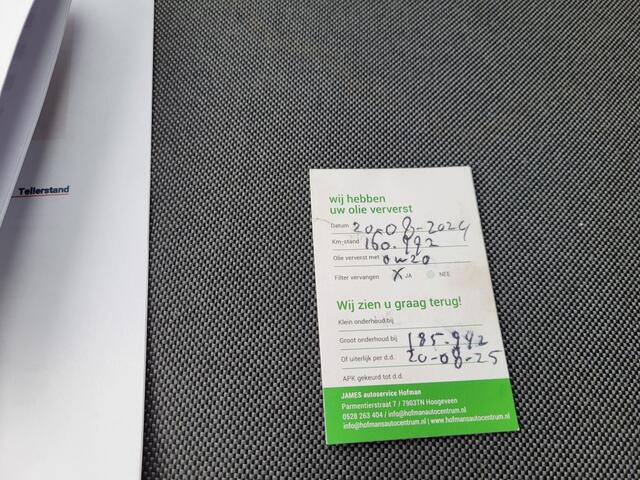 Tellerstand
wij hebben
uw olie ververst
Datum 20-08-2024
Km-stand 160.992
Olie ververst met 0w20
Filter vervangen X JA NEE
Wij zien u graag terug!
Klein onderhoud bij
Groot onderhoud bij 185.992
Of uiterlijk per d.d. 20-08-25
APK gekeurd tot d.d.
JAMES autoservice Hofman
Parmentierstraat 7 / 7903TN Hoogeveen
0528 263 404 / info@hofmanautocentrum.nl
info@hofmansautocentrum.nl | www.hofmanautocentrum.nl